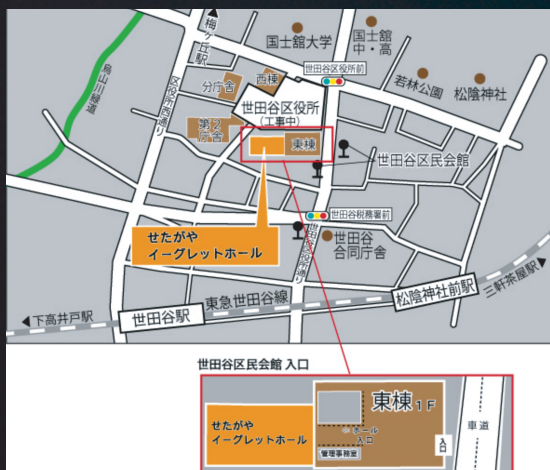 ▲梅ヶ丘駅
国士舘大学
国士舘
中・高
烏山川緑道
分庁舎
西棟
世田谷区役所前
若林公園
松陰神社
区役所西通り
世田谷区役所
(工事中)
第2
庁舎
東棟
世田谷区民会館
世田谷税務署前
せたがや
イーグレットホール
世田谷区役所通り
世田谷
合同庁舎
三軒茶屋駅▶
松陰神社前駅
東急世田谷線
世田谷駅
◀下高井戸駅
世田谷区民会館 入口
東棟1F
せたがや
イーグレットホール
ホール
入口
管理事務室
入口
車道